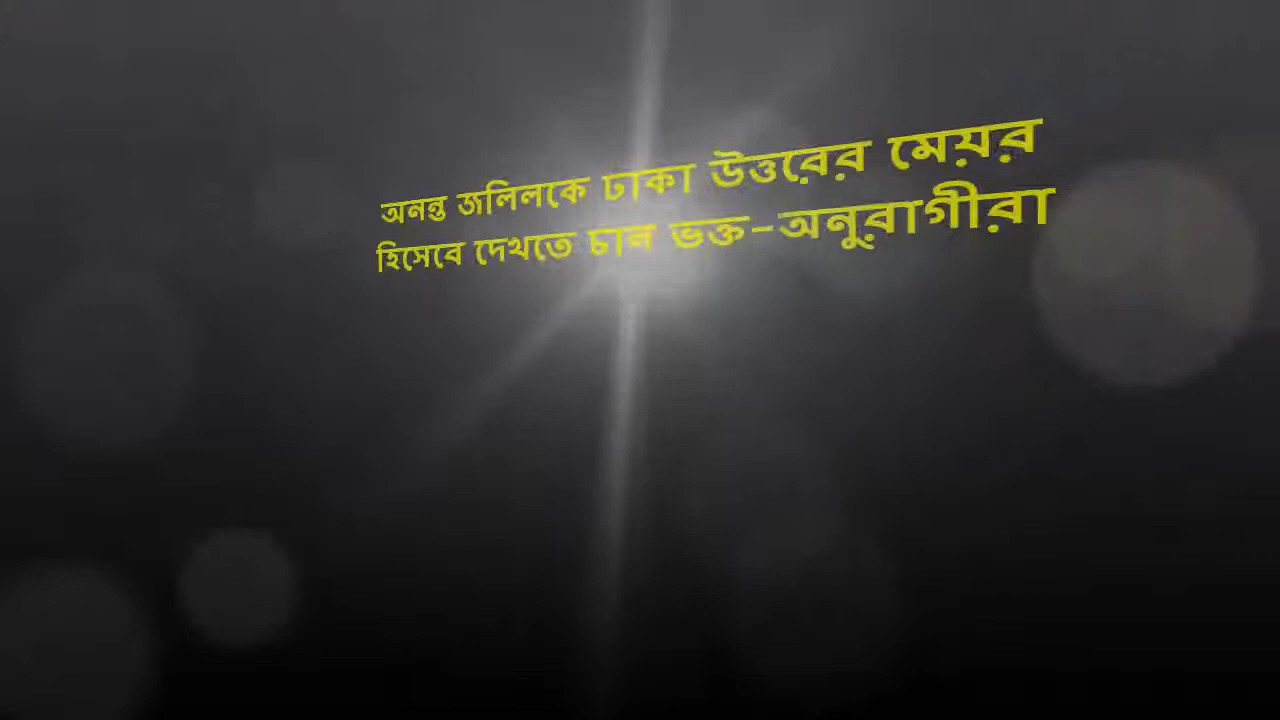 অনন্ত জলিলকে ঢাকা উত্তরের মেয়র
হিসেবে দেখতে চান ভক্ত-অনুরাগীরা